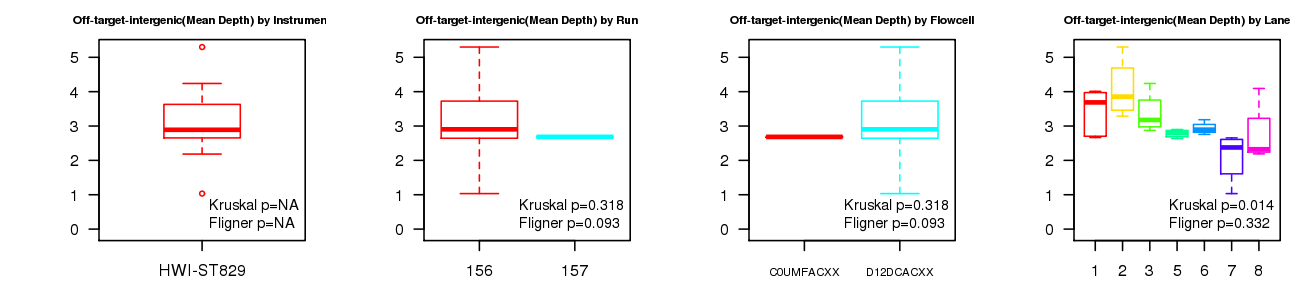 Off-target-intergenic(Mean Depth) by Instrumen
5
4
3
2
1
0
Kruskal p=NA
Fligner p=NA
HWI-ST829
Off-target-intergenic(Mean Depth) by Run
5
4
3
2
1
0
Kruskal p=0.318
Fligner p=0.093
156 157
Off-target-intergenic(Mean Depth) by Flowcell
5
4
3
2
1
0
Kruskal p=0.318
Fligner p=0.093
C0UMFACXX D12DCACXX
Off-target-intergenic(Mean Depth) by Lane
5
4
3
2
1
0
Kruskal p=0.014
Fligner p=0.332
1 2 3 5 6 7 8